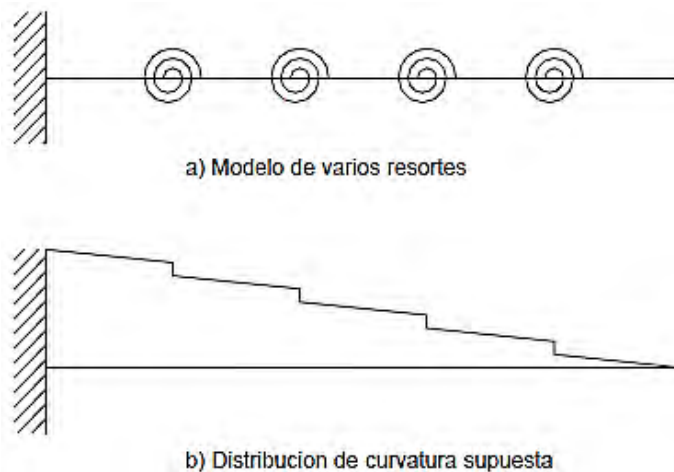 a) Modelo de varios resortes
b) Distribucion de curvatura supuesta